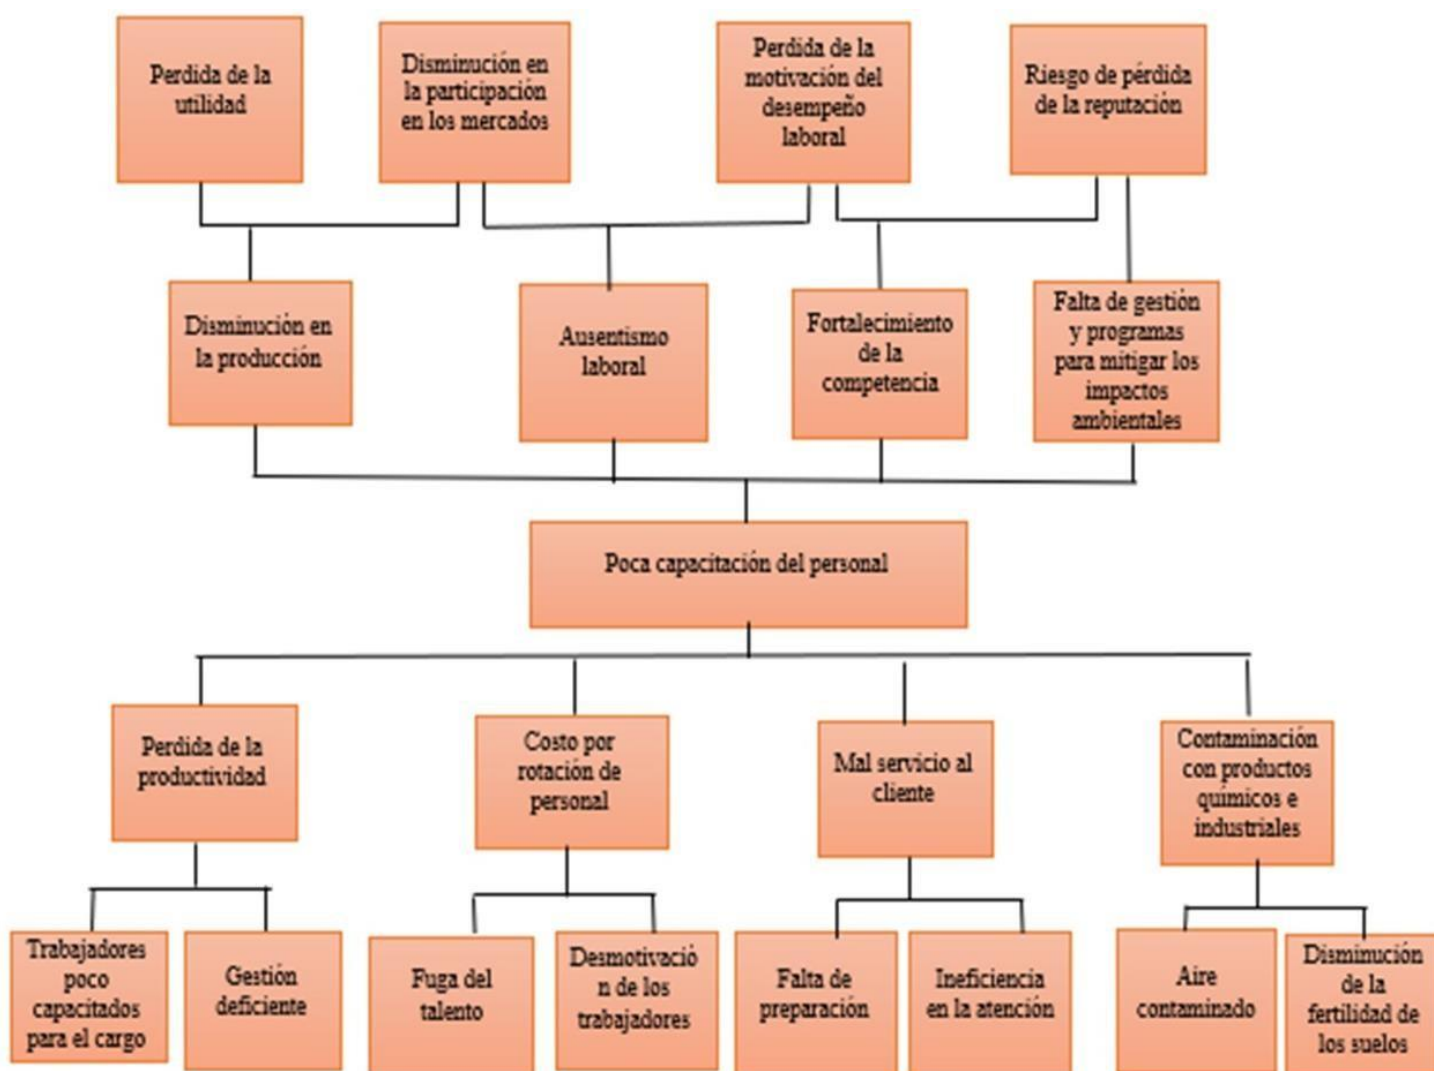 Perdida de la
utilidad
Disminución en
la participación
en los mercados
Perdida de la
motivación del
desempeño
laboral
Riesgo de pérdida
de la reputación
Disminución en
la producción
Ausentismo
laboral
Fortalecimiento
de la
competencia
Falta de gestión
y programas
para mitigar los
impactos
ambientales
Poca capacitación del personal
Perdida de la
productividad
Costo por
rotación de
personal
Mal servicio al
cliente
Contaminación
con productos
químicos e
industriales
Trabajadores
poco
capacitados
para el cargo
Gestión
deficiente
Fuga del
talento
Desmotivació
n de los
trabajadores
Falta de
preparación
Ineficiencia
en la atención
Aire
contaminado
Disminución
de la
fertilidad de
los suelos